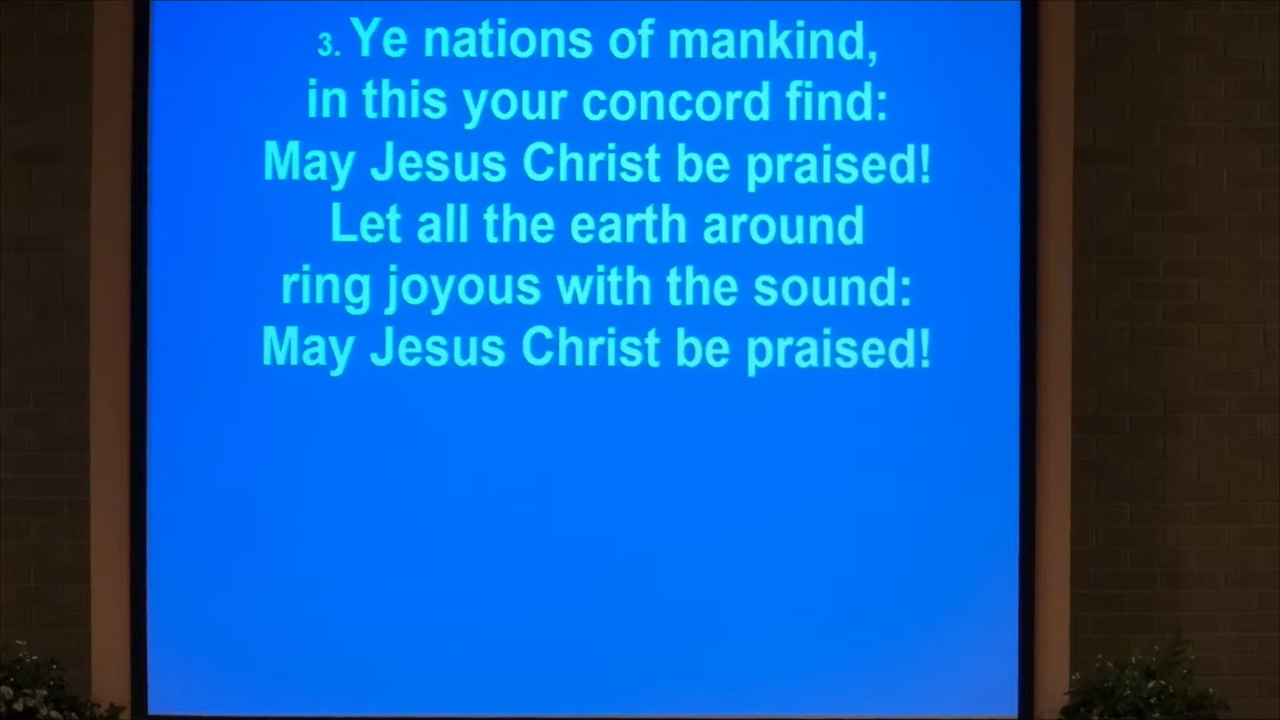 3. Ye nations of mankind,
in this your concord find:
May Jesus Christ be praised!
Let all the earth around
ring joyous with the sound:
May Jesus Christ be praised!